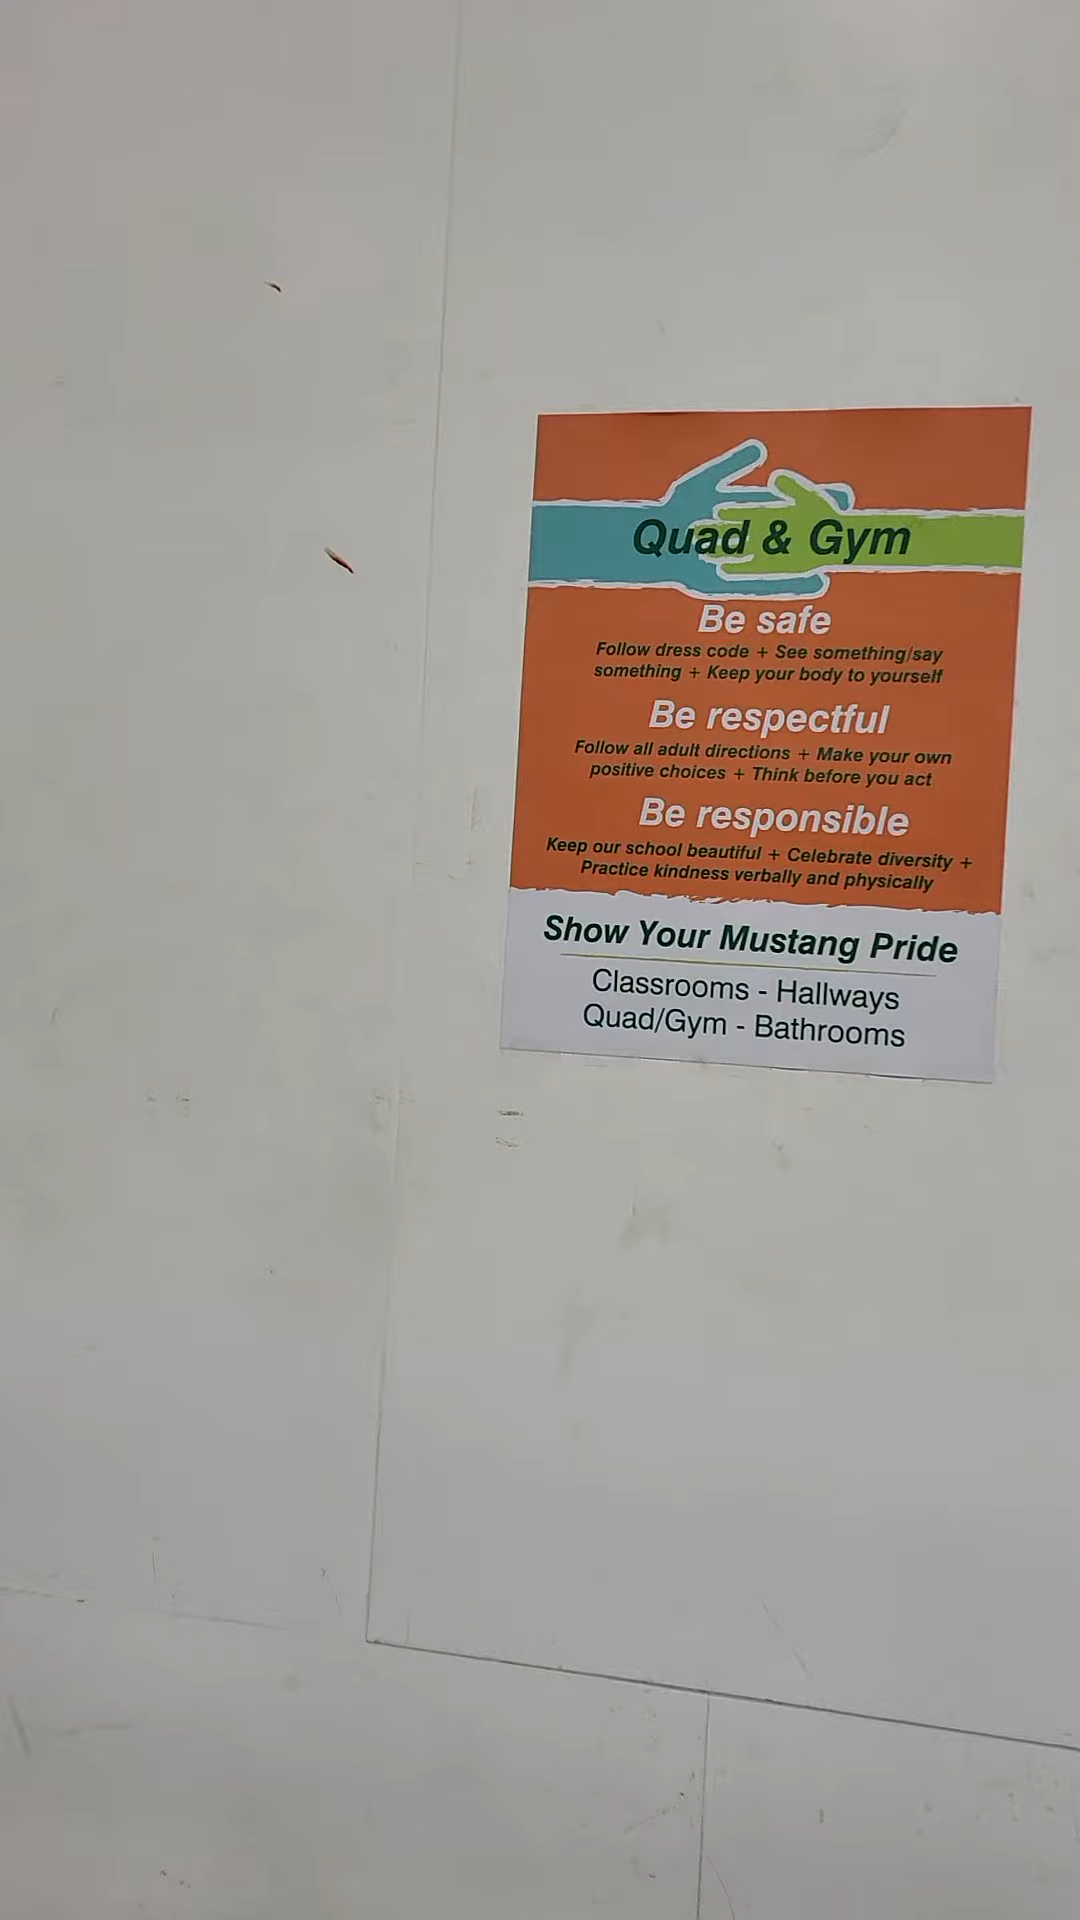 Quad & Gym
Be safe
Follow dress code + See something/say
something + Keep your body to yourself
Be respectful
Follow all adult directions + Make your own
positive choices + Think before you act
Be responsible
Keep our school beautiful + Celebrate diversity +
Practice kindness verbally and physically
Show Your Mustang Pride
Classrooms - Hallways
Quad/Gym - Bathrooms